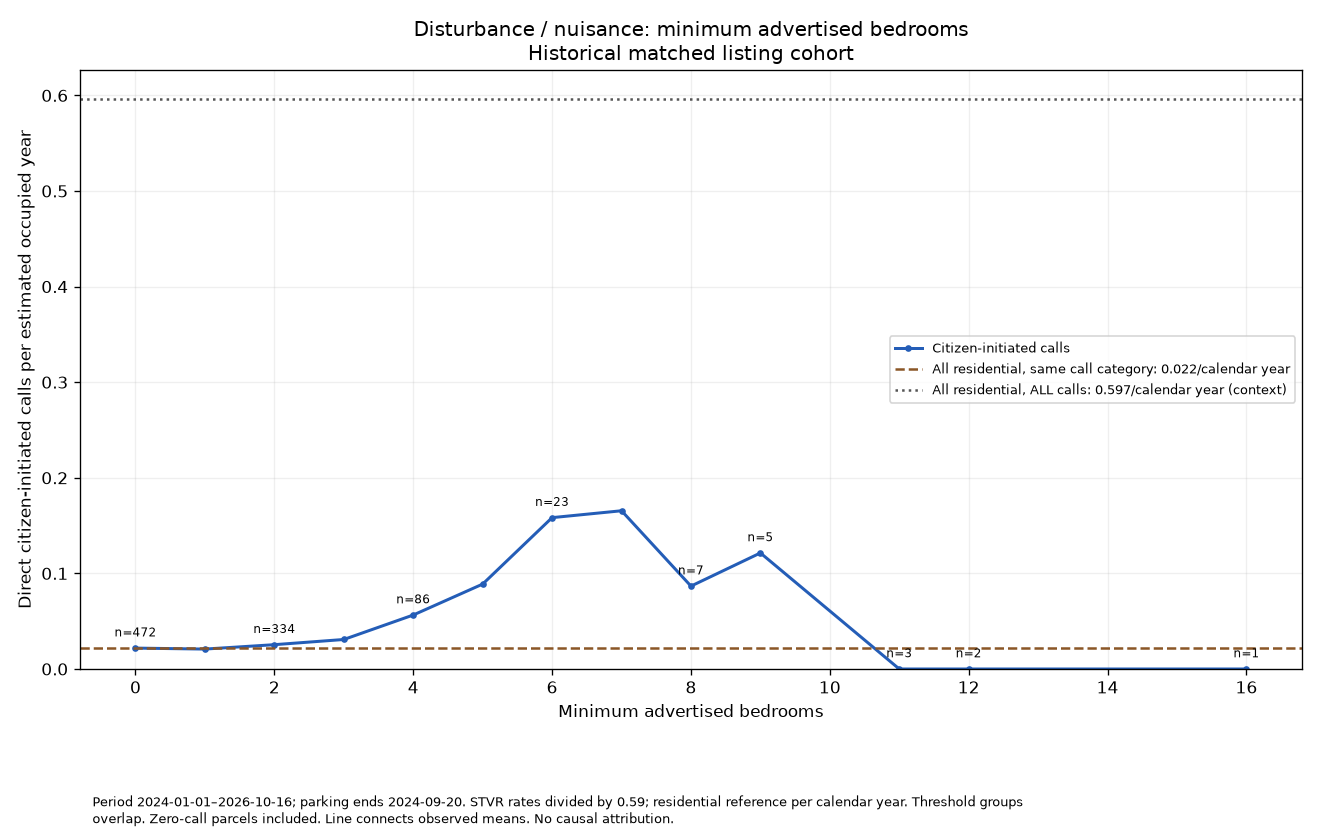 Disturbance / nuisance: minimum advertised bedrooms
Historical matched listing cohort
Direct citizen-initiated calls per estimated occupied year
0.6
0.5
0.4
0.3
0.2
0.1
0.0
n=472
n=334
n=86
n=23
n=7
n=5
n=3
n=2
n=1
Citizen-initiated calls
All residential, same call category: 0.022/calendar year
All residential, ALL calls: 0.597/calendar year (context)
0 2 4 6 8 10 12 14 16
Minimum advertised bedrooms
Period 2024-01-01–2026-10-16; parking ends 2024-09-20. STVR rates divided by 0.59; residential reference per calendar year. Threshold groups
overlap. Zero-call parcels included. Line connects observed means. No causal attribution.